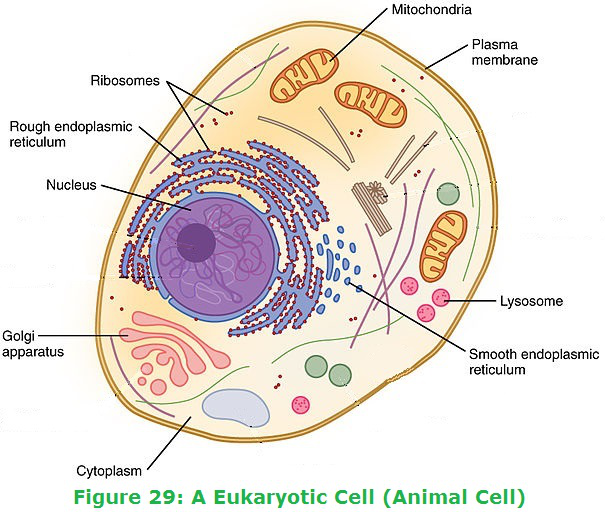 Mitochondria
Plasma
membrane
Ribosomes
Rough endoplasmic
reticulum
Nucleus
Lysosome
Golgi
apparatus
Smooth endoplasmic
reticulum
Cytoplasm
Figure 29: A Eukaryotic Cell (Animal Cell)